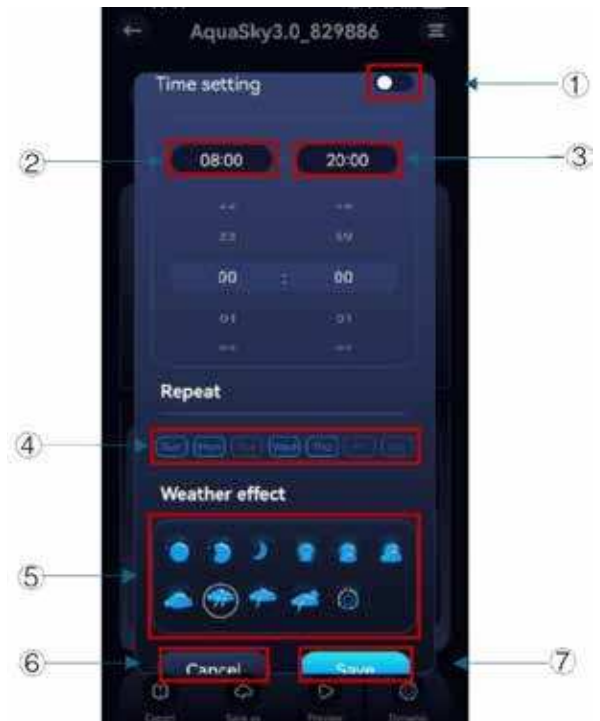 AquaSky3.0_829886
Time setting
①
②
08:00
20:00
③
00 : 00
01
01
Repeat
④
Sun Mon Wed Thu
Weather effect
⑤
⑥
Cancel
Save
⑦